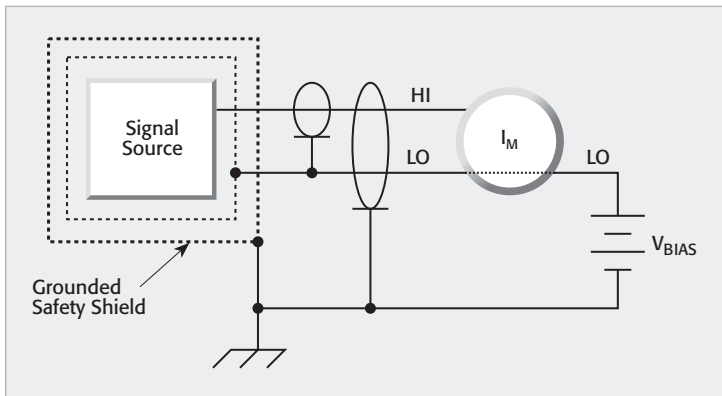 HI
Signal
Source
I_M
LO
LO
V_BIAS
Grounded
Safety Shield